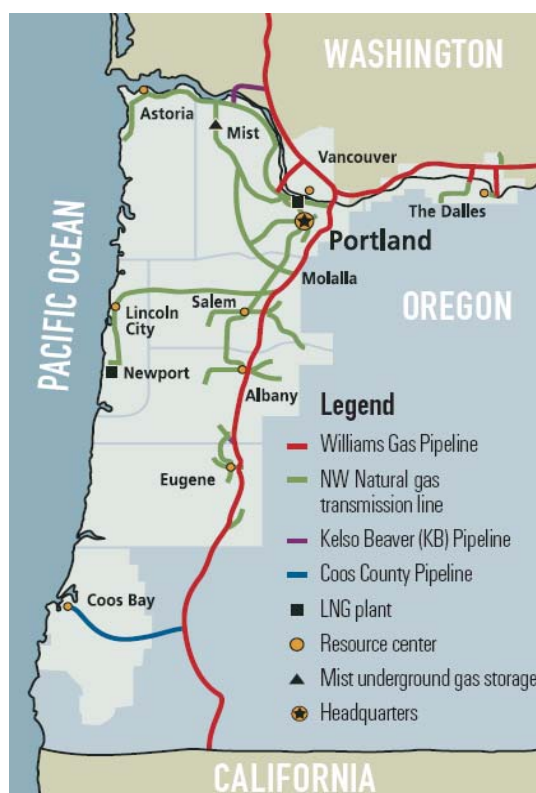 WASHINGTON
Astoria
Mist
Vancouver
The Dalles
Portland
PACIFIC OCEAN
Molalla
OREGON
Salem
Lincoln
City
Newport
Albany
Legend
Williams Gas Pipeline
NW Natural gas
transmission line
Eugene
Kelso Beaver (KB) Pipeline
Coos County Pipeline
LNG plant
Coos Bay
Resource center
Mist underground gas storage
Headquarters
CALIFORNIA